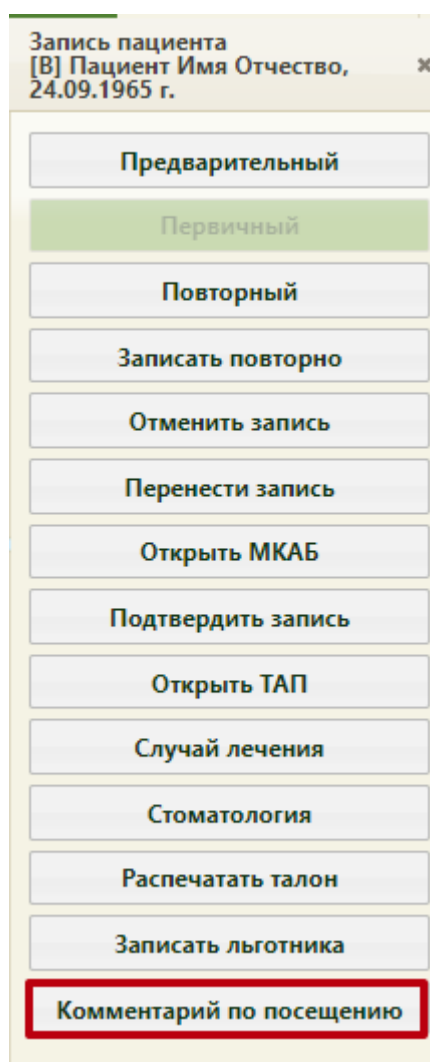 Запись пациента
[В] Пациент Имя Отчество,
24.09.1965 г.
Предварительный
Первичный
Повторный
Записать повторно
Отменить запись
Перенести запись
Открыть МКАБ
Подтвердить запись
Открыть ТАП
Случай лечения
Стоматология
Распечатать талон
Записать льготника
Комментарий по посещению